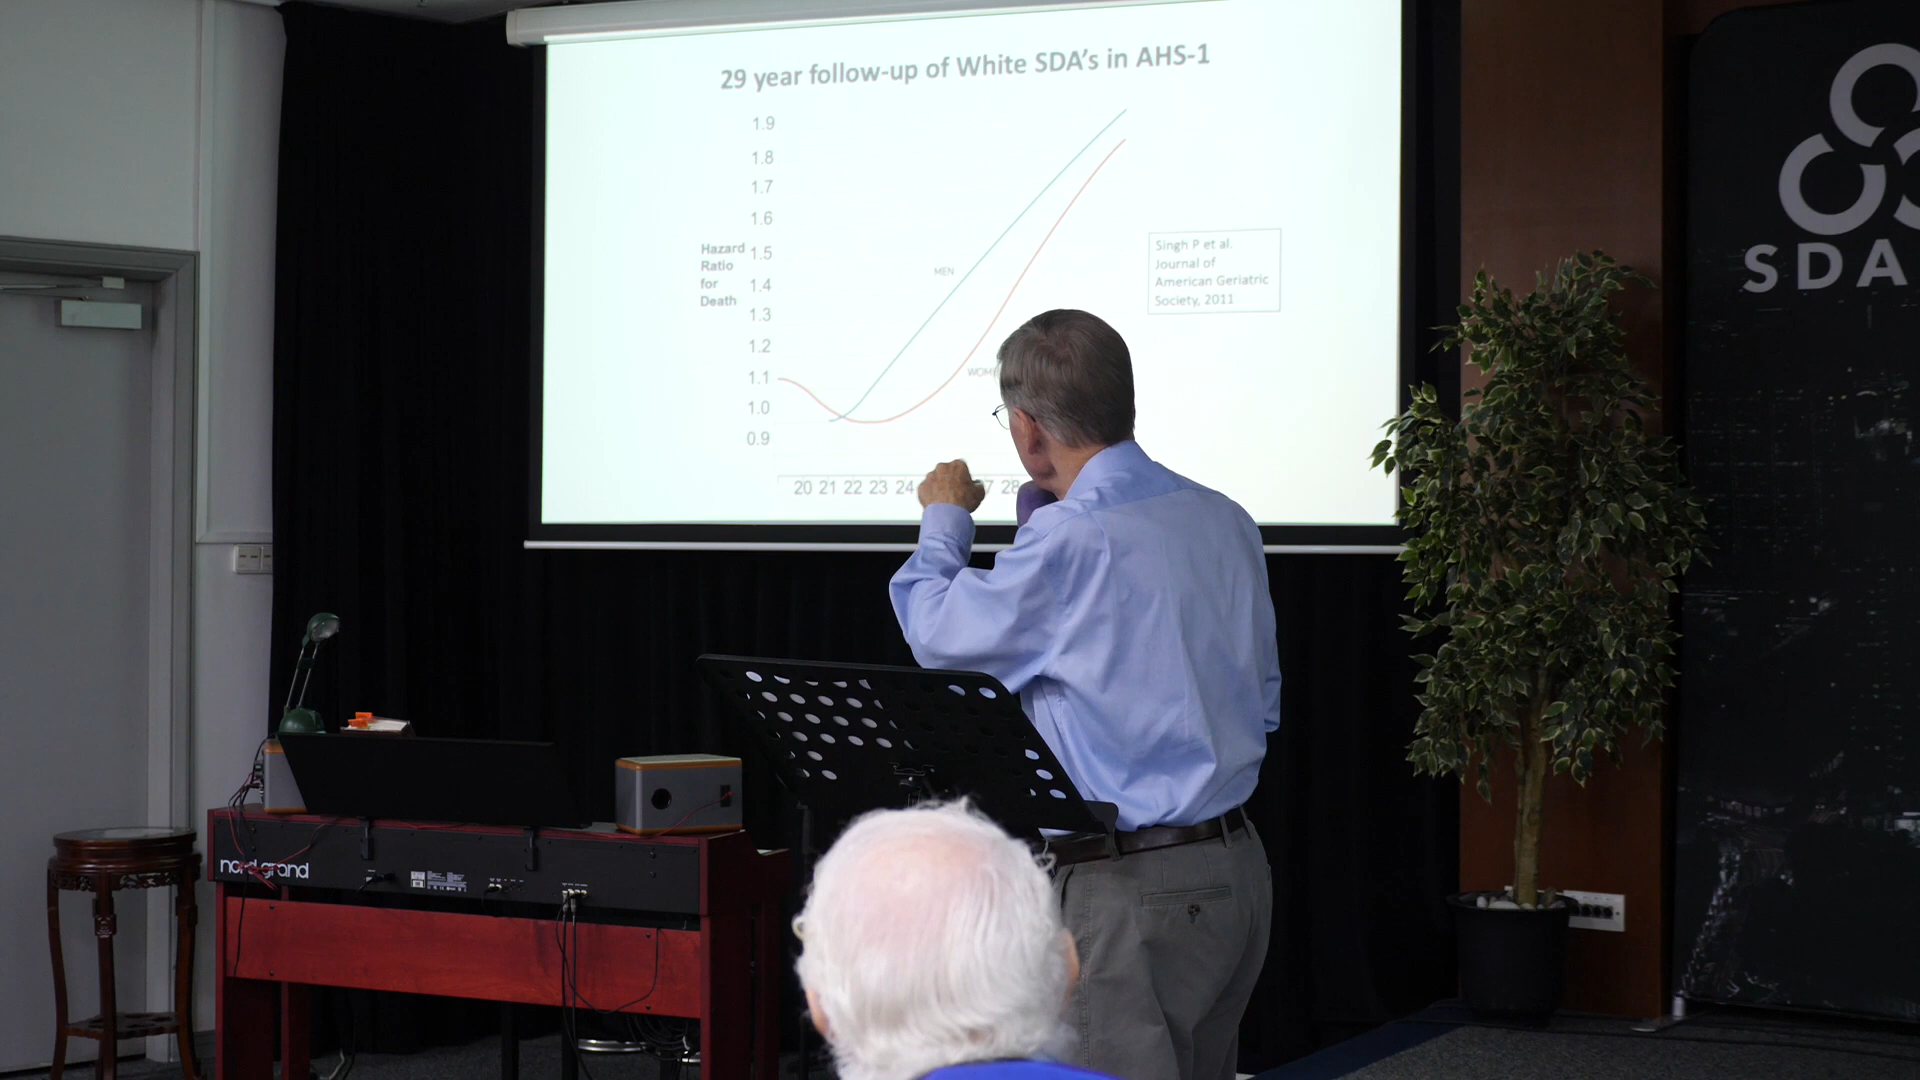 29 year follow-up of White SDA's in AHS-1
1.9
1.8
1.7
1.6
1.5
1.4
1.3
1.2
1.1
1.0
0.9
Hazard
Ratio
for
Death
MEN
Singh P et al.
Journal of
American Geriatric
Society, 2011
20 21 22 23 24 28
SDA
nord grand